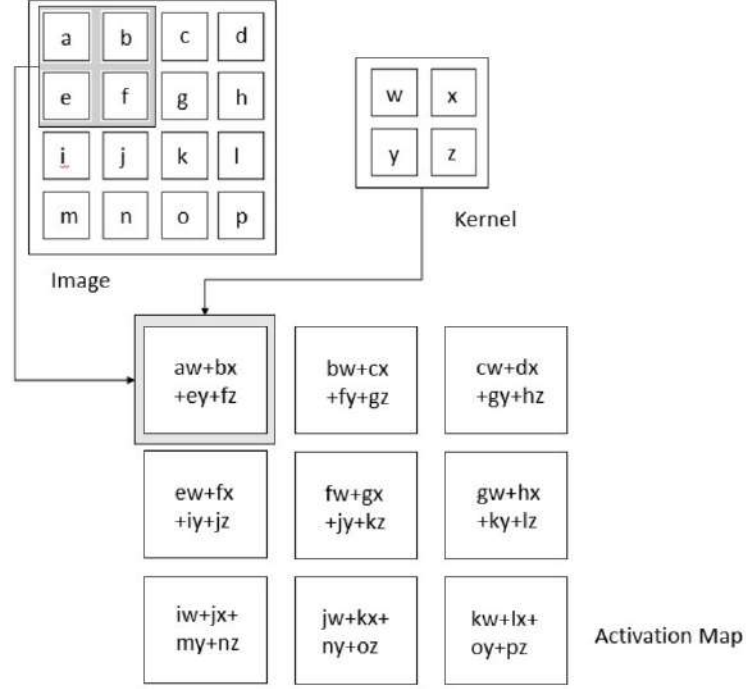 a b c d
e f g h
i j k l
m n o p
Image
w x
y z
Kernel
aw+bx
+ey+fz
bw+cx
+fy+gz
cw+dx
+gy+hz
ew+fx
+iy+jz
fw+gx
+jy+kz
gw+hx
+ky+lz
iw+jx+
my+nz
jw+kx+
ny+oz
kw+lx+
oy+pz
Activation Map